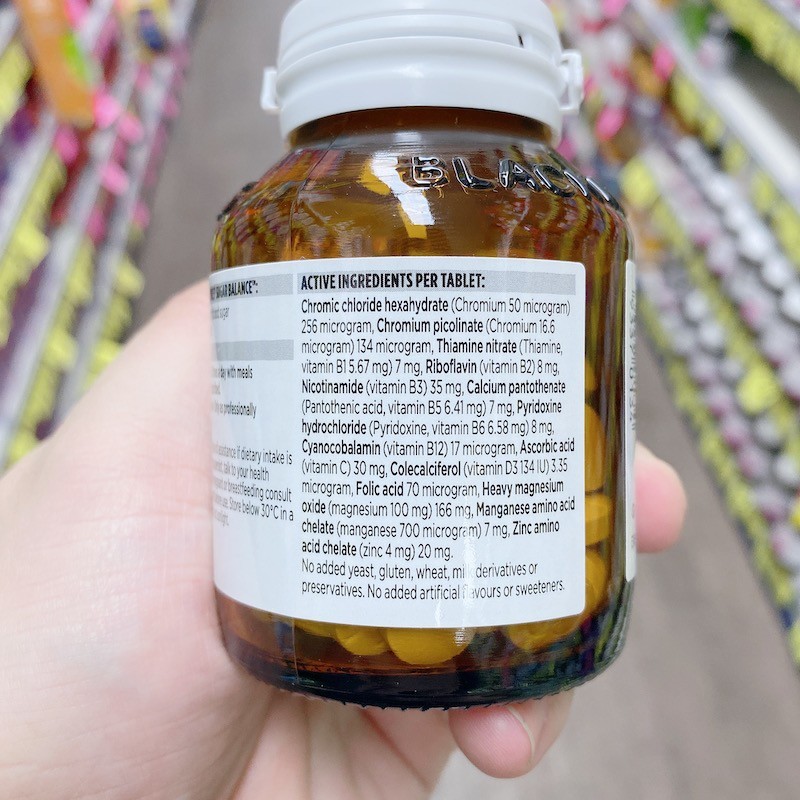 BLACK
SUGAR BALANCE™:
sugar
a day with meals
professionally
assistance if dietary intake is
talk to your health
or breastfeeding consult
use. Store below 30°C in a
ACTIVE INGREDIENTS PER TABLET:
Chromic chloride hexahydrate (Chromium 50 microgram)
256 microgram, Chromium picolinate (Chromium 16.6
microgram) 134 microgram, Thiamine nitrate (Thiamine,
vitamin B1 5.67 mg) 7 mg, Riboflavin (vitamin B2) 8 mg,
Nicotinamide (vitamin B3) 35 mg, Calcium pantothenate
(Pantothenic acid, vitamin B5 6.41 mg) 7 mg, Pyridoxine
hydrochloride (Pyridoxine, vitamin B6 6.58 mg) 8 mg,
Cyanocobalamin (vitamin B12) 17 microgram, Ascorbic acid
(vitamin C) 30 mg, Colecalciferol (vitamin D3 134 IU) 3.35
microgram, Folic acid 70 microgram, Heavy magnesium
oxide (magnesium 100 mg) 166 mg, Manganese amino acid
chelate (manganese 700 microgram) 7 mg, Zinc amino
acid chelate (zinc 4 mg) 20 mg.
No added yeast, gluten, wheat, milk derivatives or
preservatives. No added artificial flavours or sweeteners.